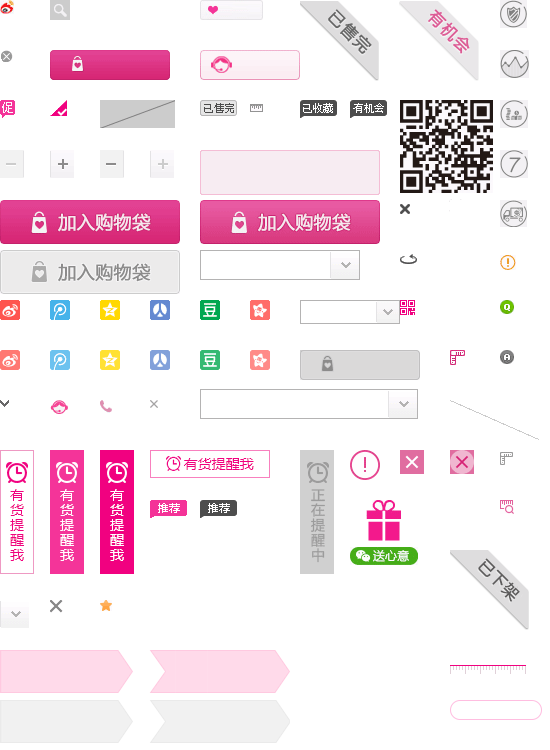 已售完
有机会
促
已售完
已收藏
有机会
7
加入购物袋
加入购物袋
加入购物袋
豆
Q
豆
A
有货提醒我
有货提醒我
有货提醒我
有货提醒我
正在提醒中
推荐
推荐
送心意
已下架